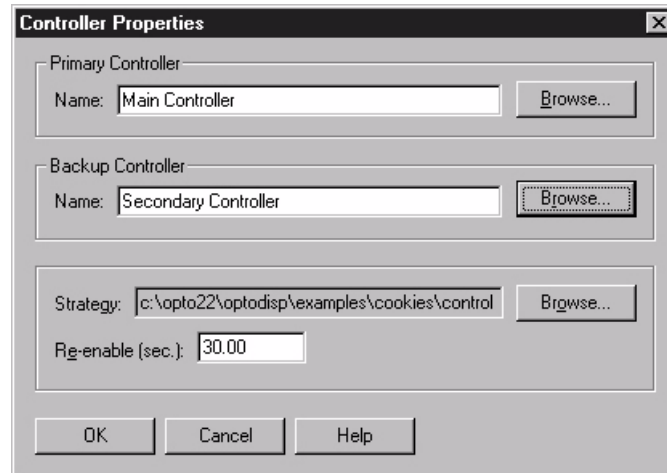 Controller Properties
Primary Controller
Name: Main Controller Browse...
Backup Controller
Name: Secondary Controller Browse...
Strategy: c:\opto22\optodisp\examples\cookies\control Browse...
Re-enable (sec.): 30.00
OK Cancel Help